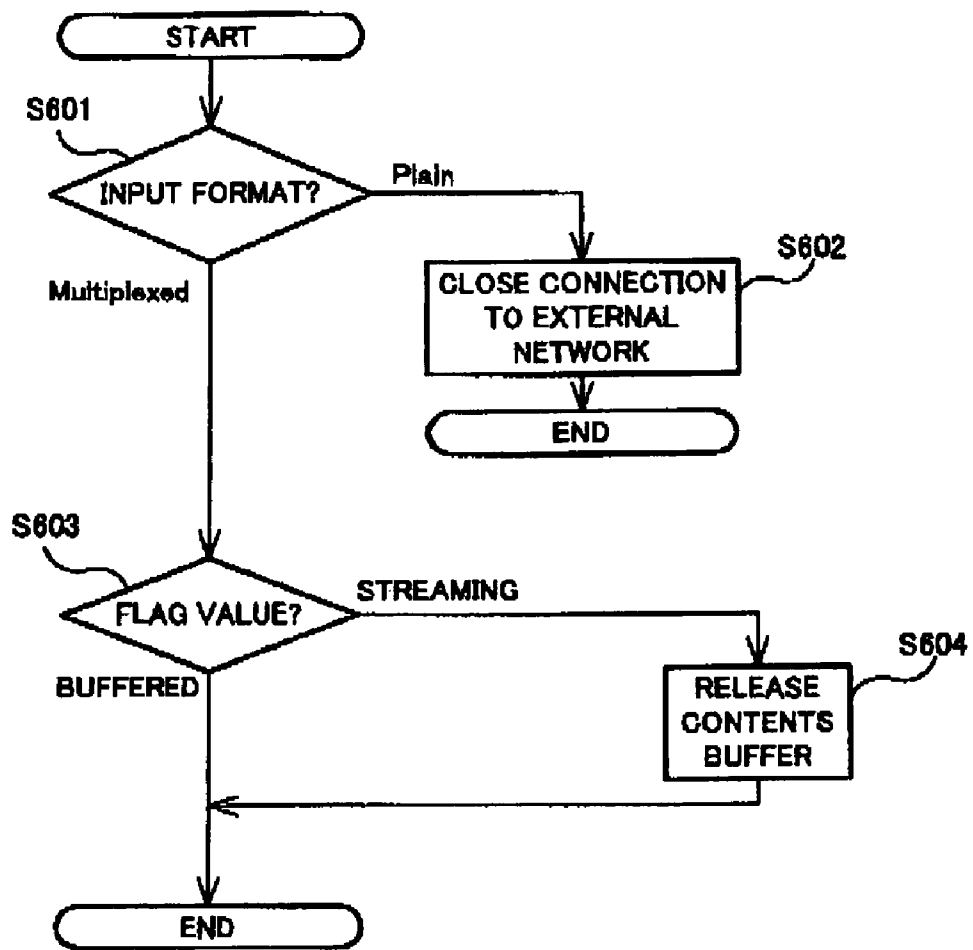 START
S601
INPUT FORMAT?
Plain
Multiplexed
S602
CLOSE CONNECTION
TO EXTERNAL
NETWORK
END
S603
FLAG VALUE?
STREAMING
BUFFERED
S604
RELEASE
CONTENTS
BUFFER
END